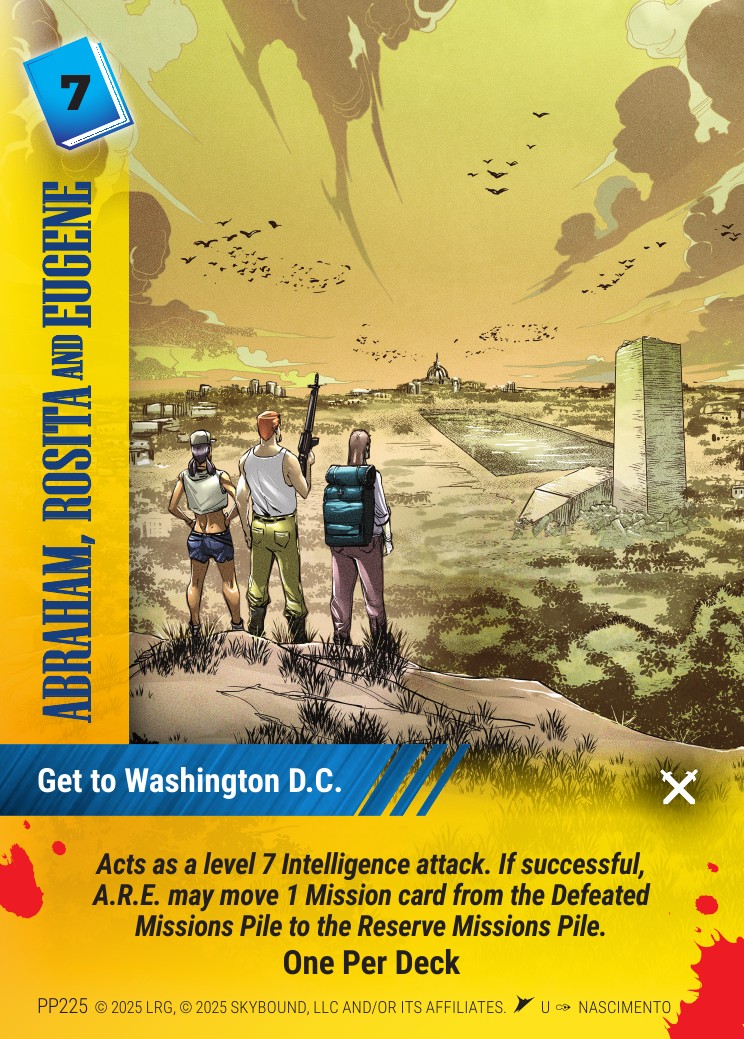 7
ABRAHAM, ROSITA AND EUGENE
Get to Washington D.C.
Acts as a level 7 Intelligence attack. If successful,
A.R.E. may move 1 Mission card from the Defeated
Missions Pile to the Reserve Missions Pile.
One Per Deck
PP225 © 2025 LRG, © 2025 SKYBOUND, LLC AND/OR ITS AFFILIATES. U NASCIMENTO